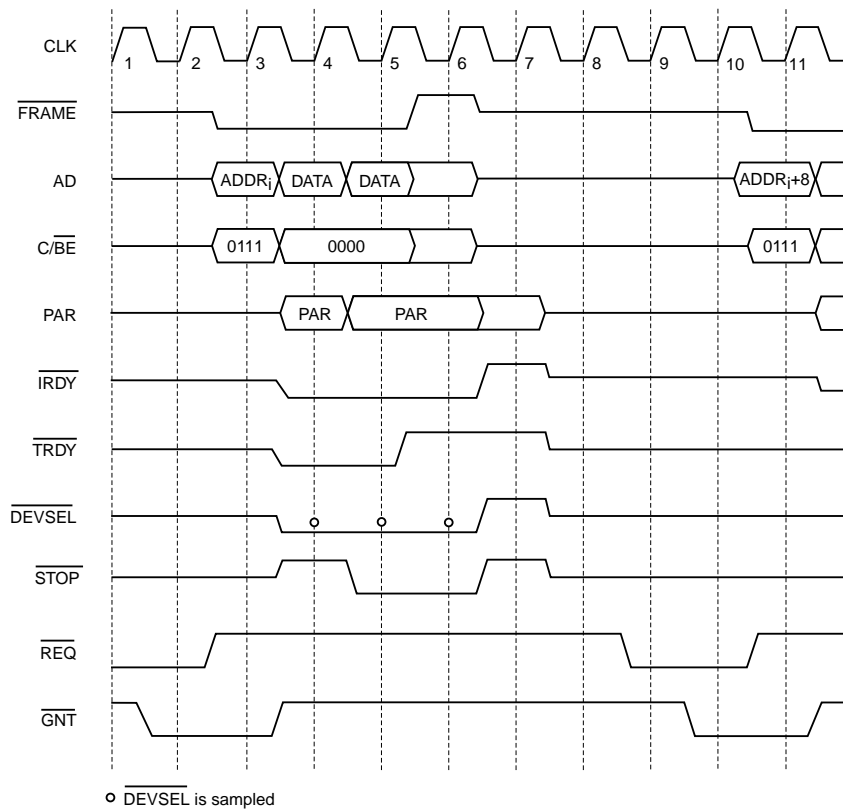 CLK
1 2 3 4 5 6 7 8 9 10 11
FRAME
AD ADDRi DATA DATA ADDRi+8
C/BE 0111 0000 0111
PAR PAR PAR
IRDY
TRDY
DEVSEL
STOP
REQ
GNT
DEVSEL is sampled